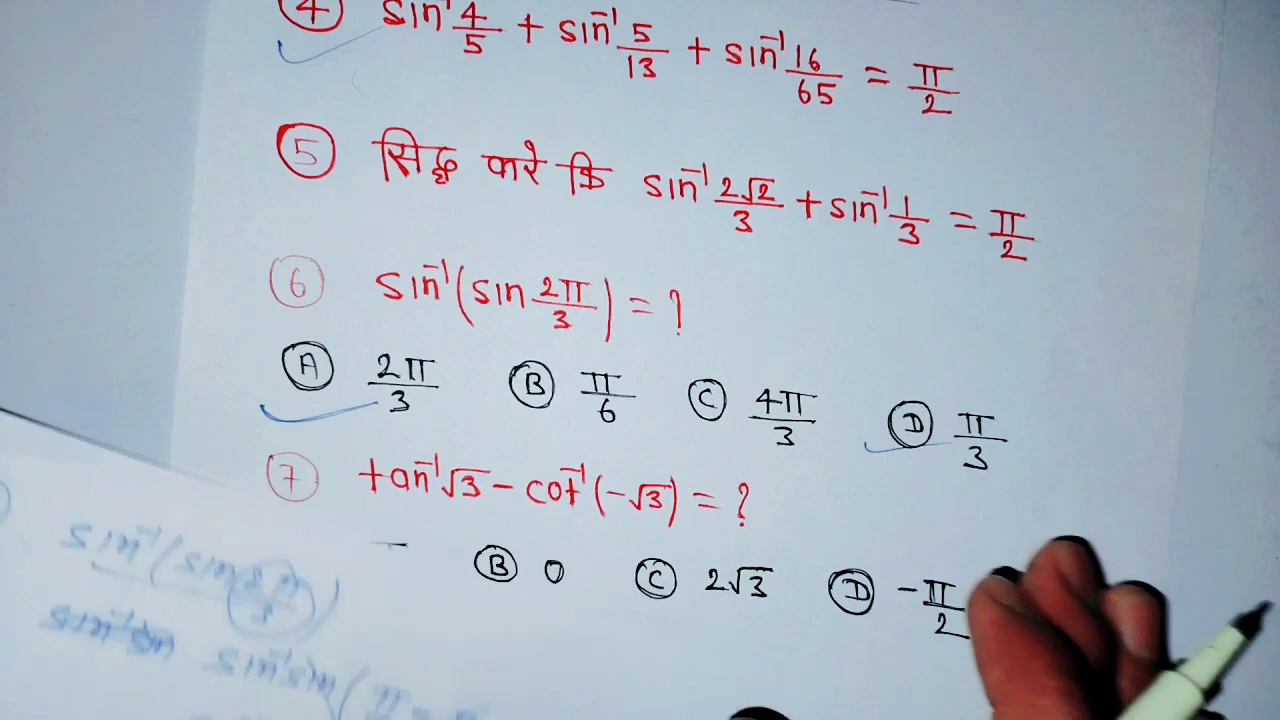 ④ sin⁻¹ 4/5 + sin⁻¹ 5/13 + sin⁻¹ 16/65 = π/2
⑤ सिद्ध करे कि sin⁻¹ 2√2/3 + sin⁻¹ 1/3 = π/2
⑥ sin⁻¹(sin 2π/3) = ?
Ⓐ 2π/3 Ⓑ π/6 Ⓒ 4π/3 Ⓓ π/3
⑦ tan⁻¹√3 - cot⁻¹(-√3) = ?
Ⓑ 0 Ⓒ 2√3 Ⓓ -π/2